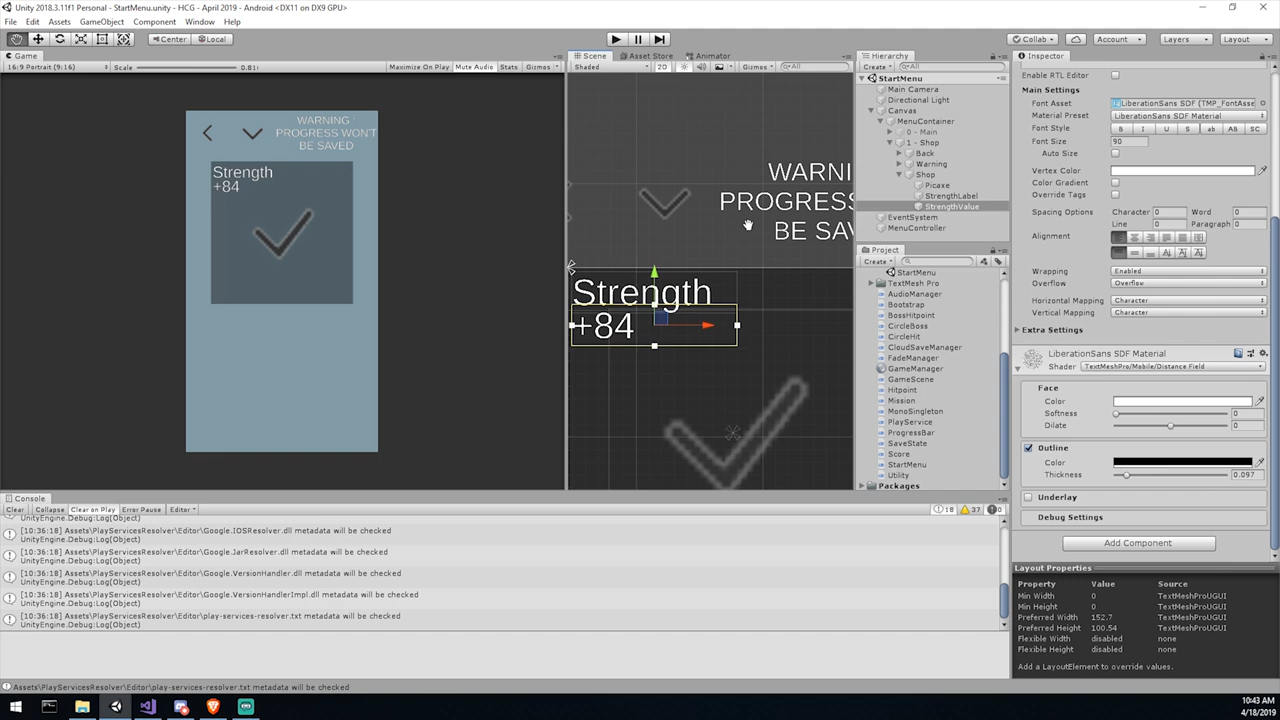 Unity 2018.3.11f1 Personal - StartMenu.unity - HCG - April 2019 - Android <DX11 on DX9 GPU>
File Edit Assets GameObject Component Window Help
Center Local Collab Account Layers Layout
Game
16:9 Portrait (9:16) Scale 0.81 Maximize On Play Mute Audio Stats Gizmos
WARNING
PROGRESS WON'T
BE SAVED
Strength
+84
Scene Asset Store Animator
Shaded 2D Gizmos All
WARNI
PROGRESS
BE SAV
Strength
+84
Hierarchy
Create All
StartMenu
Main Camera
Directional Light
Canvas
MenuContainer
0 - Main
1 - Shop
Back
Warning
Shop
Picaxe
StrengthLabel
StrengthValue
EventSystem
MenuController
Project
Create
StartMenu
TextMesh Pro
AudioManager
Bootstrap
BossHitpoint
CircleBoss
CircleHit
CloudSaveManager
FadeManager
GameManager
GameScene
Hitpoint
Mission
MonoSingleton
PlayService
ProgressBar
SaveState
Score
StartMenu
Utility
Packages
Inspector
Enable RTL Editor
Main Settings
Font Asset LiberationSans SDF (TMP_FontAsse
Material Preset LiberationSans SDF Material
Font Style B I U S ab AB SC
Font Size 90
Auto Size
Vertex Color
Color Gradient
Override Tags
Spacing Options Character 0 Word 0
Line 0 Paragraph 0
Alignment
Wrapping Enabled
Overflow Overflow
Horizontal Mapping Character
Vertical Mapping Character
Extra Settings
LiberationSans SDF Material
Shader TextMeshPro/Mobile/Distance Field
Face
Color
Softness 0
Dilate 0
Outline
Color
Thickness 0.097
Underlay
Debug Settings
Add Component
Layout Properties
Property Value Source
Min Width 0 TextMeshProUGUI
Min Height 0 TextMeshProUGUI
Preferred Width 152.7 TextMeshProUGUI
Preferred Height 100.54 TextMeshProUGUI
Flexible Width disabled none
Flexible Height disabled none
Add a LayoutElement to override values.
Console
Clear Collapse Clear on Play Error Pause Editor 18 37 0
UnityEngine.Debug:Log(Object)
[10:36:18] Assets\PlayServicesResolver\Editor\Google.IOSResolver.dll metadata will be checked
UnityEngine.Debug:Log(Object)
[10:36:18] Assets\PlayServicesResolver\Editor\Google.JarResolver.dll metadata will be checked
UnityEngine.Debug:Log(Object)
[10:36:18] Assets\PlayServicesResolver\Editor\Google.VersionHandler.dll metadata will be checked
UnityEngine.Debug:Log(Object)
[10:36:18] Assets\PlayServicesResolver\Editor\Google.VersionHandlerImpl.dll metadata will be checked
UnityEngine.Debug:Log(Object)
[10:36:18] Assets\PlayServicesResolver\Editor\play-services-resolver.txt metadata will be checked
UnityEngine.Debug:Log(Object)
Assets\PlayServicesResolver\Editor\play-services-resolver.txt metadata will be checked
10:43 AM
4/18/2019